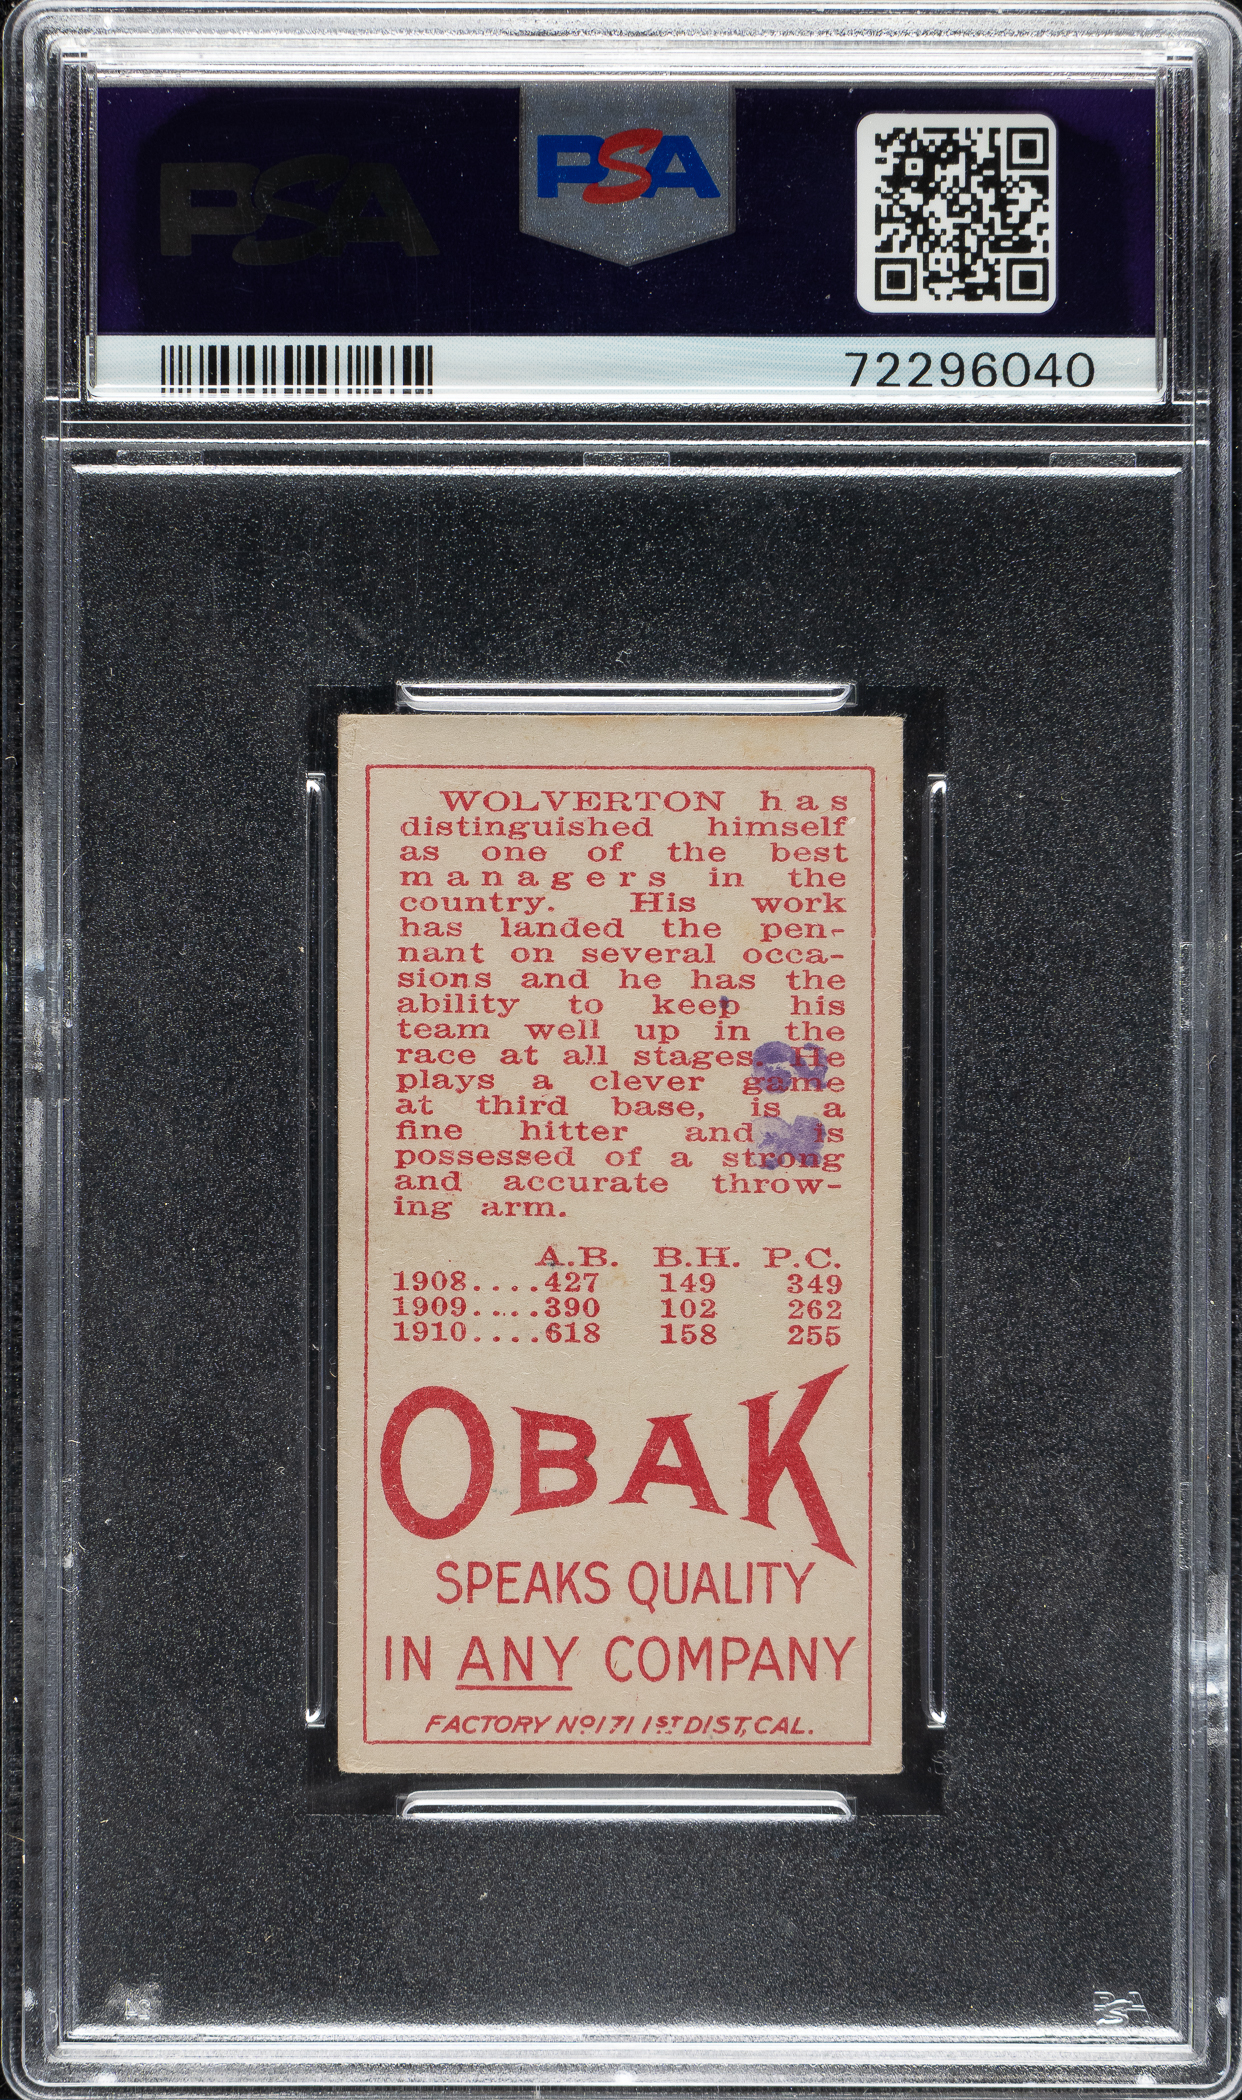 PSA
PSA
72296040
WOLVERTON has
distinguished himself
as one of the best
managers in the
country. His work
has landed the pen-
nant on several occa-
sions and he has the
ability to keep his
team well up in the
race at all stages. He
plays a clever game
at third base, is a
fine hitter and is
possessed of a strong
and accurate throw-
ing arm.
A.B. B.H. P.C.
1908....427 149 349
1909....390 102 262
1910....618 158 255
OBAK
SPEAKS QUALITY
IN ANY COMPANY
FACTORY No 171 1ST DIST, CAL.
PSA